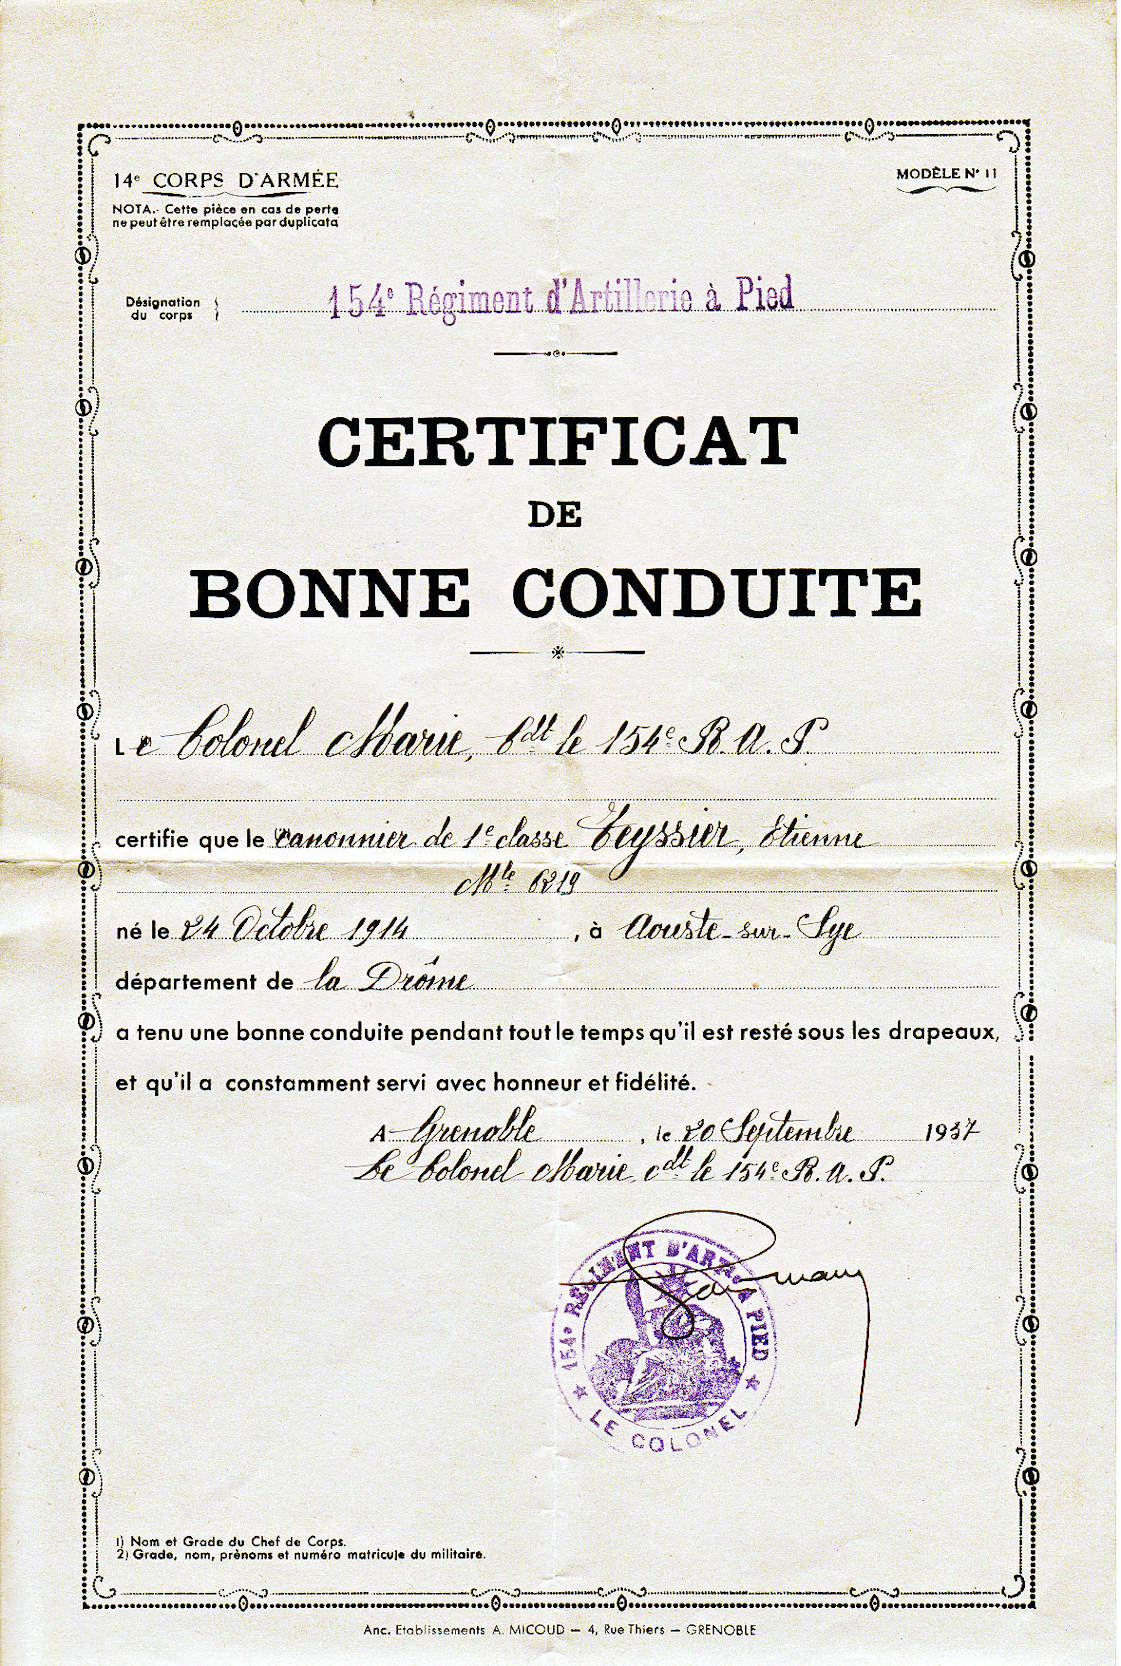 14e CORPS D'ARMÉE
MODÈLE N° 11
NOTA.- Cette pièce en cas de perte
ne peut être remplacée par duplicata
Désignation
du corps
154e Régiment d'Artillerie à Pied
CERTIFICAT
DE
BONNE CONDUITE
Le Colonel Marie, Cdt le 154e R. A. P
certifie que le Canonnier de 1e classe Teyssier, Etienne
Mle 6219
né le 24 Octobre 1914, à Aouste-sur-Sye
département de la Drôme
a tenu une bonne conduite pendant tout le temps qu'il est resté sous les drapeaux,
et qu'il a constamment servi avec honneur et fidélité.
A Grenoble, le 20 Septembre 1937
Le Colonel Marie, Cdt le 154e R. A. P.
154e RÉGIMENT D'ARTIE A PIED
★ LE COLONEL ★
1) Nom et Grade du Chef de Corps.
2) Grade, nom, prènoms et numéro matricule du militaire.
Anc. Etablissements A. MICOUD — 4, Rue Thiers — GRENOBLE